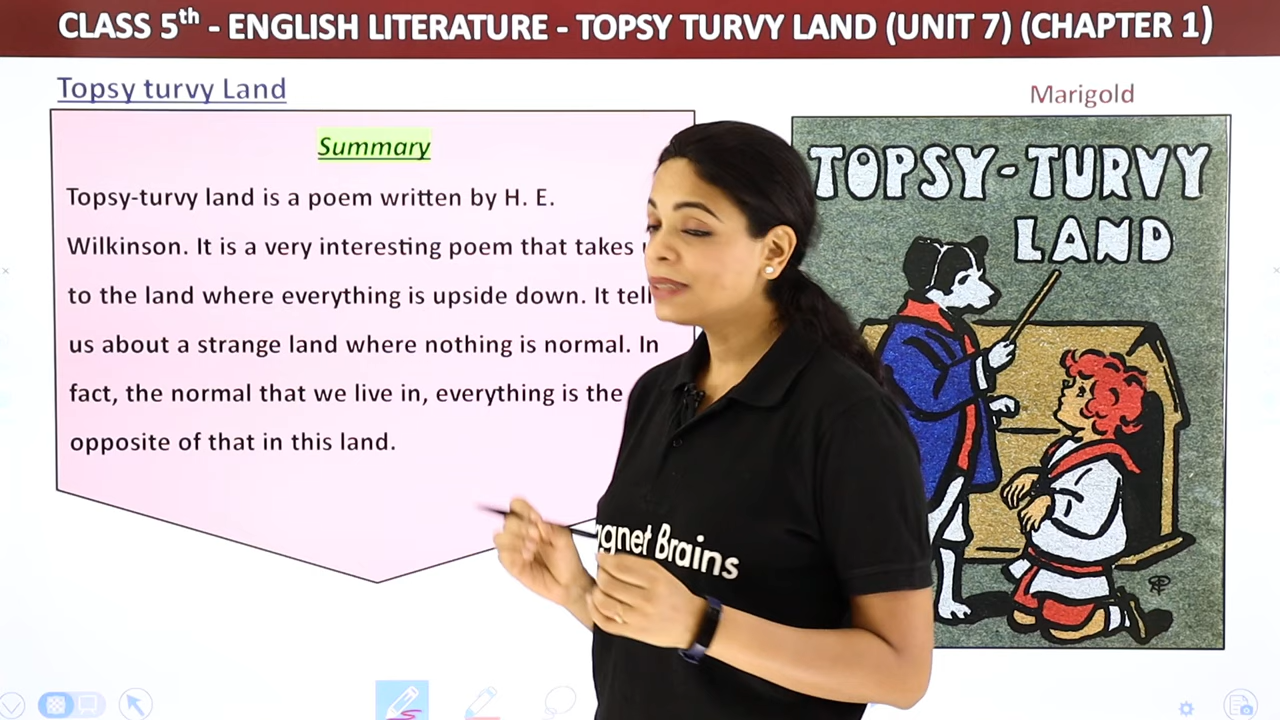 CLASS 5th - ENGLISH LITERATURE - TOPSY TURVY LAND (UNIT 7) (CHAPTER 1)
Topsy turvy Land
Marigold
Summary
Topsy-turvy land is a poem written by H. E.
Wilkinson. It is a very interesting poem that takes
to the land where everything is upside down. It tell
us about a strange land where nothing is normal. In
fact, the normal that we live in, everything is the
opposite of that in this land.
TOPSY-TURVY
LAND
agnet Brains